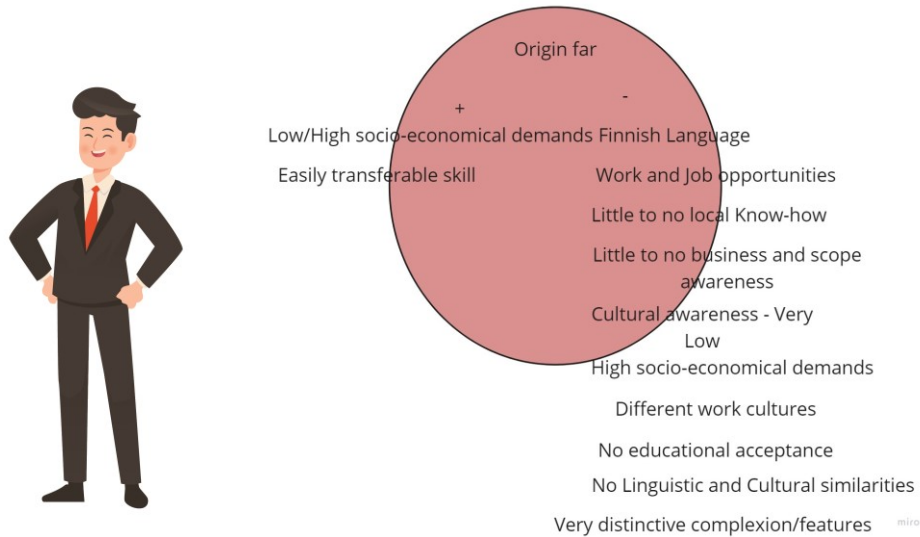 Origin far
+
-
Low/High socio-economical demands
Easily transferable skill
Finnish Language
Work and Job opportunities
Little to no local Know-how
Little to no business and scope
awareness
Cultural awareness - Very
Low
High socio-economical demands
Different work cultures
No educational acceptance
No Linguistic and Cultural similarities
Very distinctive complexion/features
miro